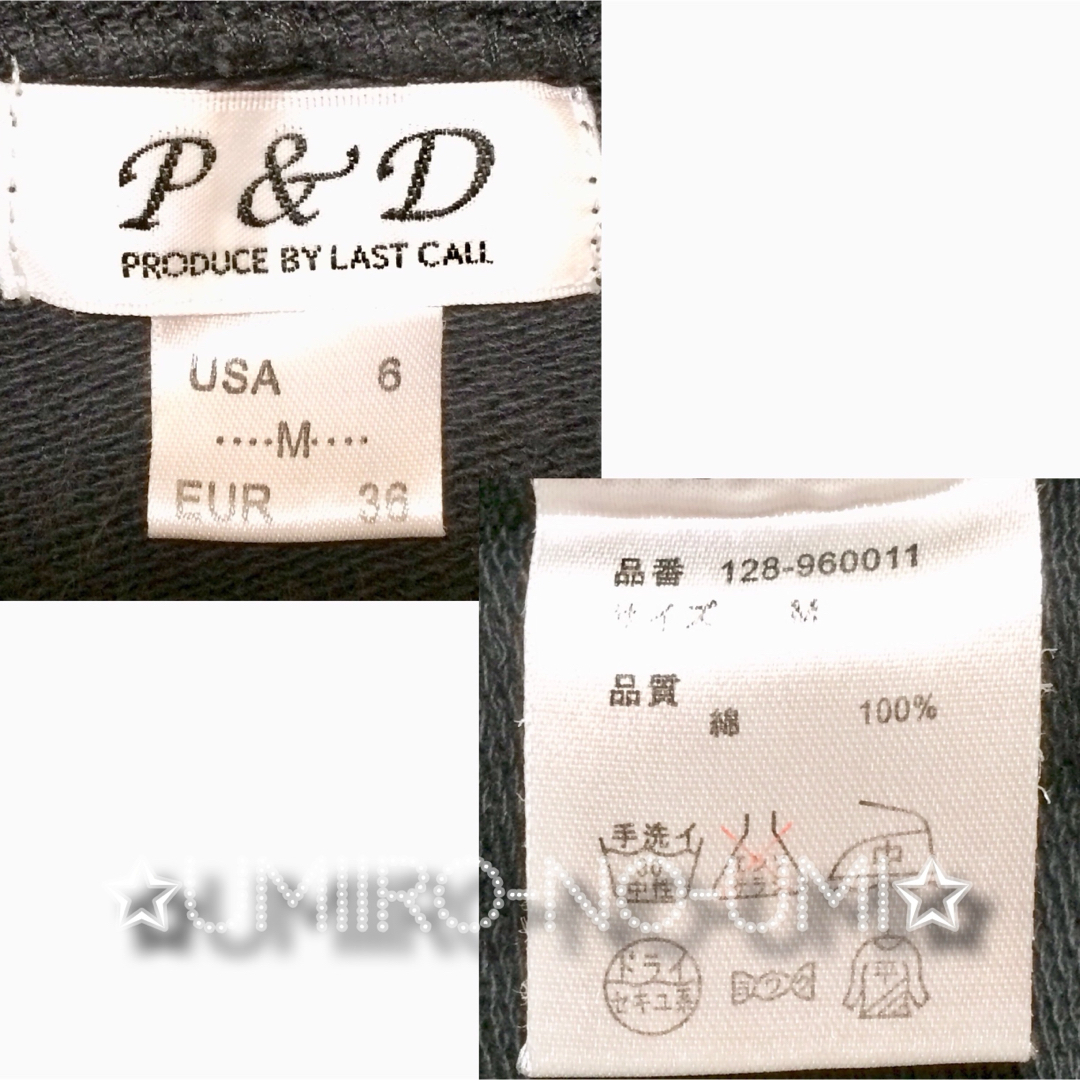 P & D
PRODUCE BY LAST CALL
USA 6
····M····
EUR 36
品番 128-960011
サイズ M
品質
綿 100%
手洗イ
中性
中
ドライ
セキユ系
平
☆UMIRO-NO-UMI☆